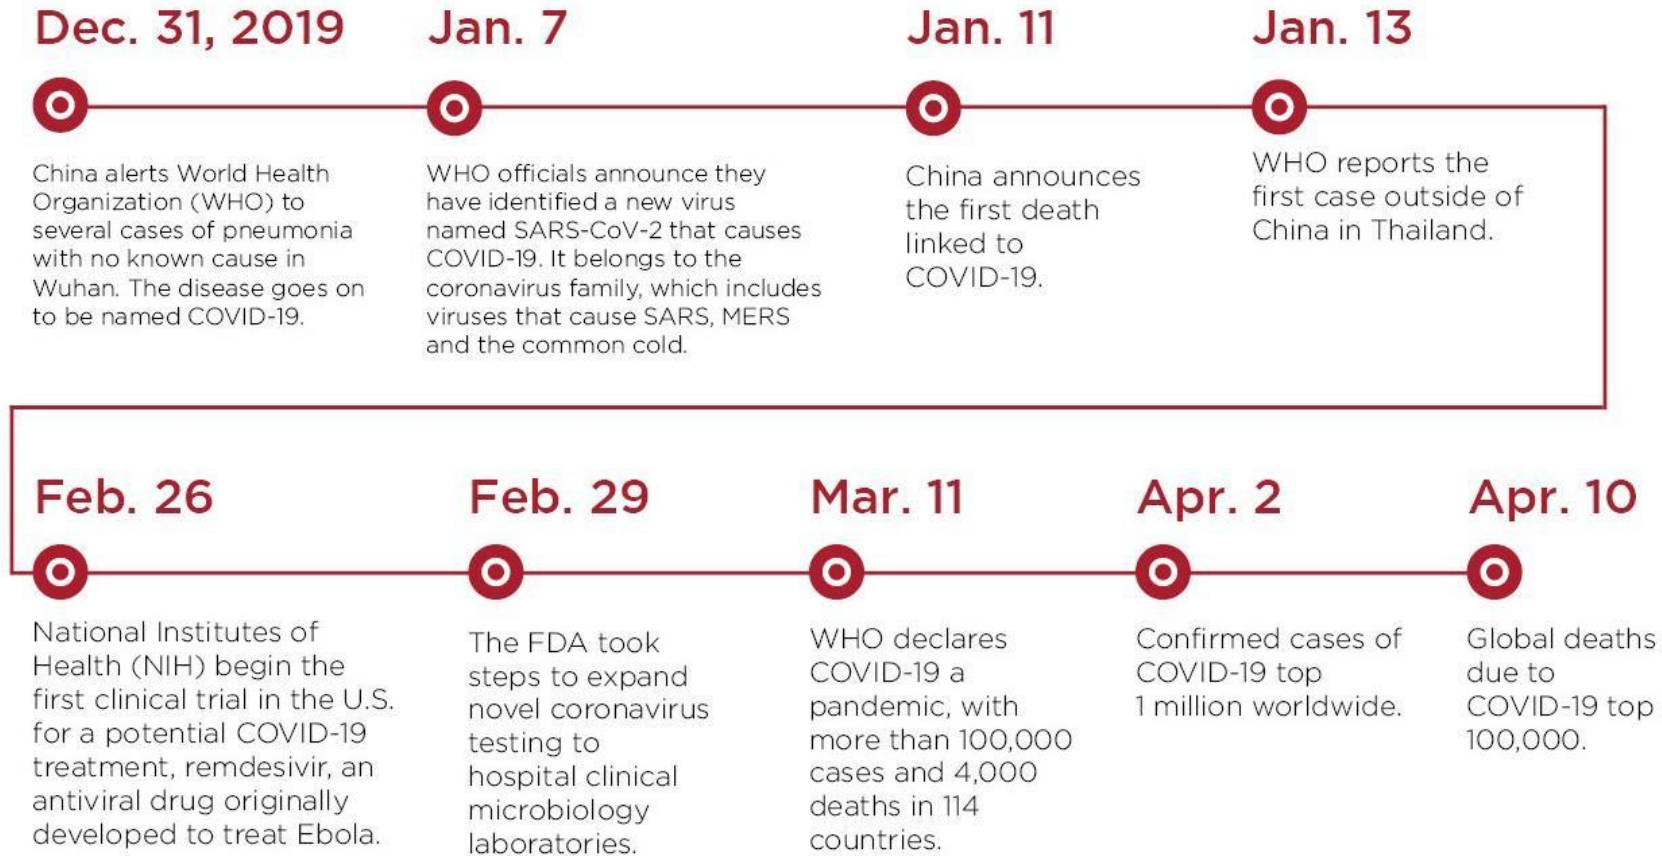 Dec. 31, 2019
China alerts World Health
Organization (WHO) to
several cases of pneumonia
with no known cause in
Wuhan. The disease goes on
to be named COVID-19.
Jan. 7
WHO officials announce they
have identified a new virus
named SARS-CoV-2 that causes
COVID-19. It belongs to the
coronavirus family, which includes
viruses that cause SARS, MERS
and the common cold.
Jan. 11
China announces
the first death
linked to
COVID-19.
Jan. 13
WHO reports the
first case outside of
China in Thailand.
Feb. 26
National Institutes of
Health (NIH) begin the
first clinical trial in the U.S.
for a potential COVID-19
treatment, remdesivir, an
antiviral drug originally
developed to treat Ebola.
Feb. 29
The FDA took
steps to expand
novel coronavirus
testing to
hospital clinical
microbiology
laboratories.
Mar. 11
WHO declares
COVID-19 a
pandemic, with
more than 100,000
cases and 4,000
deaths in 114
countries.
Apr. 2
Confirmed cases of
COVID-19 top
1 million worldwide.
Apr. 10
Global deaths
due to
COVID-19 top
100,000.